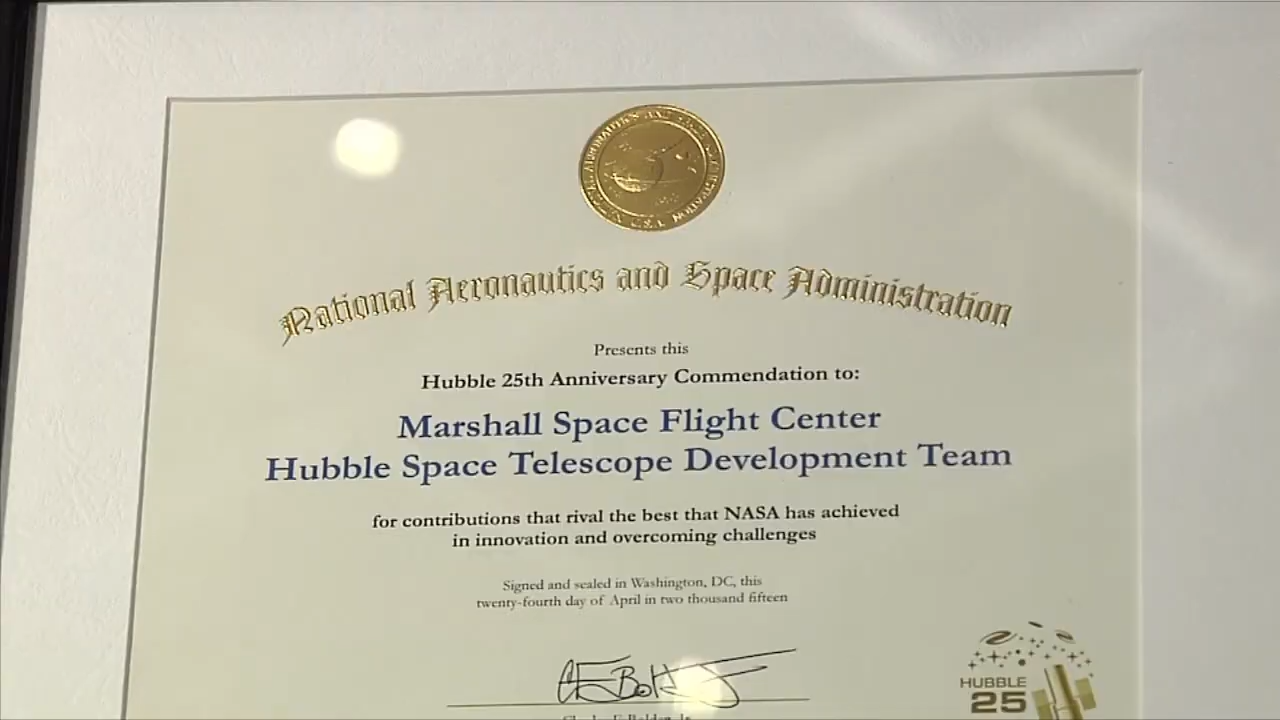 National Aeronautics and Space Administration
Presents this
Hubble 25th Anniversary Commendation to:
Marshall Space Flight Center
Hubble Space Telescope Development Team
for contributions that rival the best that NASA has achieved
in innovation and overcoming challenges
Signed and sealed in Washington, DC, this
twenty-fourth day of April in two thousand fifteen
HUBBLE
25